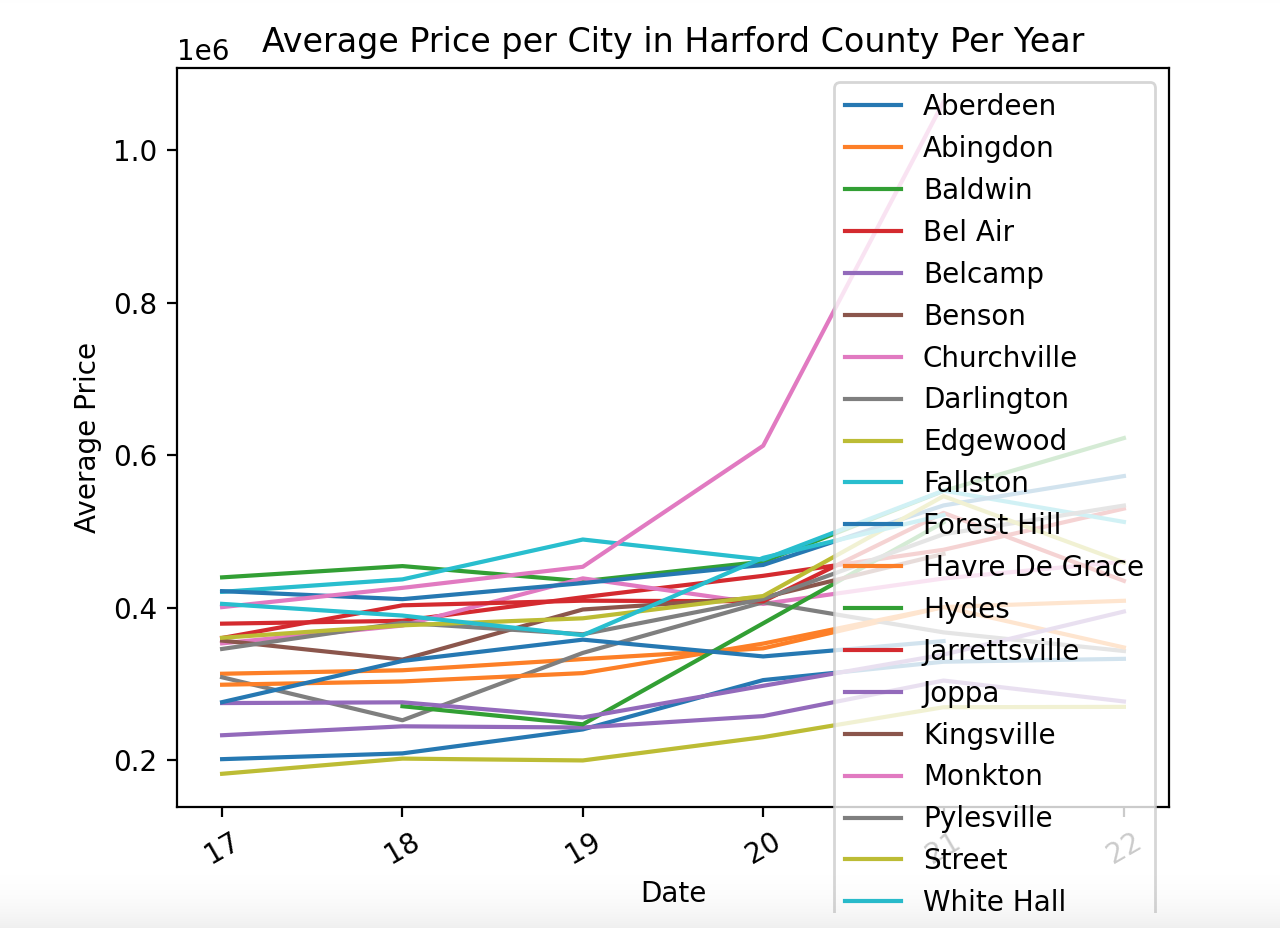 Average Price per City in Harford County Per Year
1e6
1.0
0.8
0.6
0.4
0.2
Average Price
Aberdeen
Abingdon
Baldwin
Bel Air
Belcamp
Benson
Churchville
Darlington
Edgewood
Fallston
Forest Hill
Havre De Grace
Hydes
Jarrettsville
Joppa
Kingsville
Monkton
Pylesville
Street
White Hall
17
18
19
20
21
22
Date